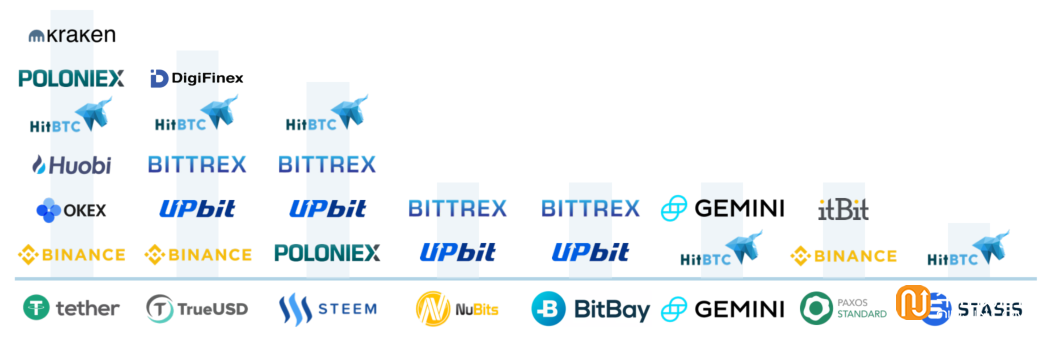 kraken
POLONIEX DigiFinex
HitBTC HitBTC HitBTC
Huobi BITTREX BITTREX
OKEX UPbit UPbit BITTREX BITTREX GEMINI itBit
BINANCE BINANCE POLONIEX UPbit UPbit HitBTC BINANCE HitBTC
tether TrueUSD STEEM NuBits BitBay GEMINI PAXOS STASIS
STANDARD